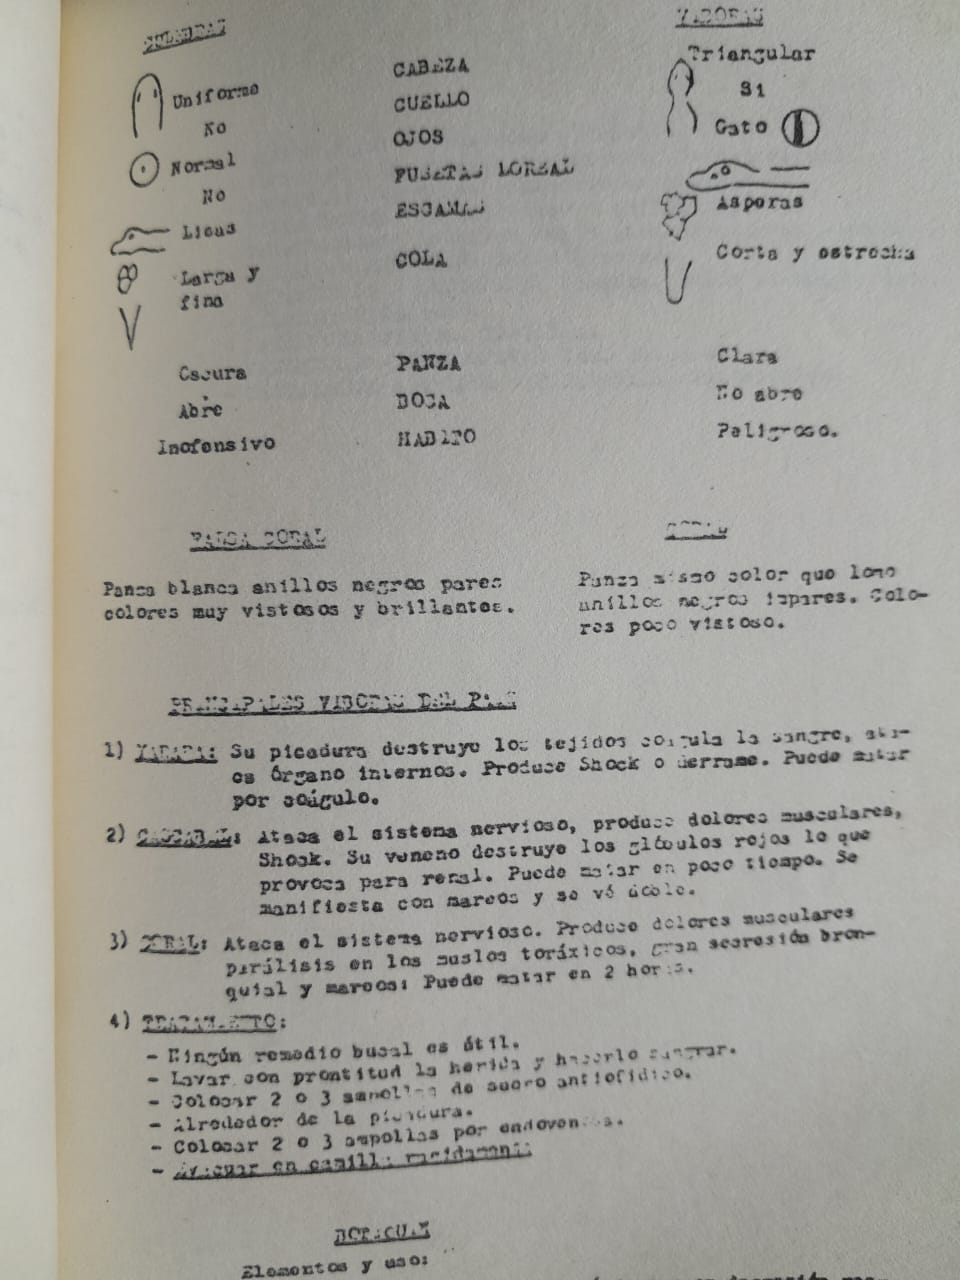 CULEBRAS VIBORAS
Uniforme CABEZA Triangular
No CUELLO Si
Normal OJOS Gato
No FOSETAS LOREAL
Lisas ESCAMAS Asperas
Larga y COLA Corta y estrecha
fina
Oscura PANZA Clara
Abre BOCA No abre
Inofensivo HABITO Peligroso.
FALSA CORAL CORAL
Panza blanca anillos negros pares
colores muy vistosos y brillantes.
Panza mismo color que lomo
anillos negros impares. Colo-
res poco vistoso.
PRINCIPALES VIBORAS DEL PAIS
1) YARARA: Su picadura destruye los tejidos coagula la sangre,
os órgano internos. Produce Shock o derrame. Puede matar
por coágulo.
2) CASCABEL: Ataca el sistema nervioso, produce dolores musculares,
Shock. Su veneno destruye los glóbulos rojos lo que
provoca para renal. Puede matar en poco tiempo. Se
manifiesta con mareos y se vé doble.
3) CORAL: Ataca el sistema nervioso. Produce dolores musculares
parálisis en los muslos toráxicos, gran secresión bron-
quial y mareos: Puede matar en 2 horas.
4) TRATAMIENTO:
- Ningún remedio bucal es útil.
- Lavar con prontitud la herida y hacerlo sangrar.
- Colocar 2 o 3 ampollas de suero antiofídico.
- Alrededor de la picadura.
- Colocar 2 o 3 ampollas por endovenosa.
- Evacuar en camilla rapidamente
BOTIQUIN
Elementos y uso: